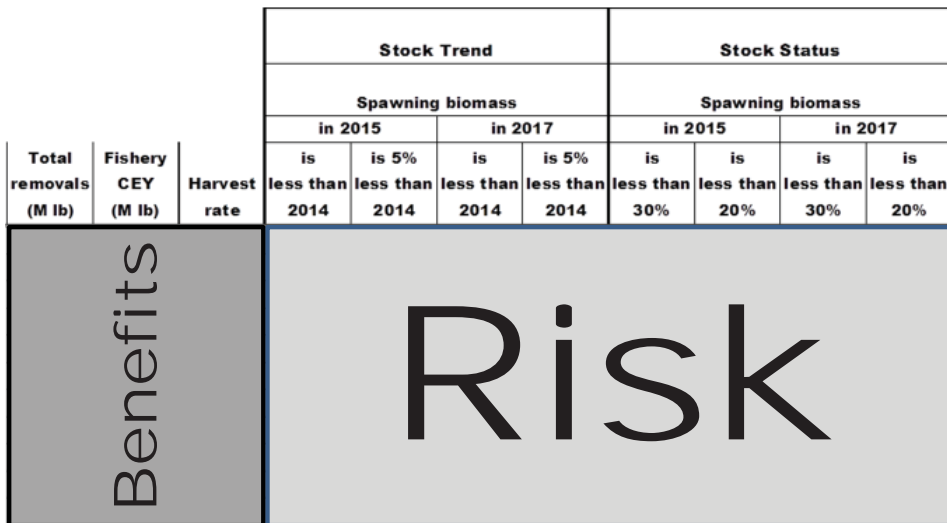 Stock Trend Stock Status
Spawning biomass Spawning biomass
in 2015 in 2017 in 2015 in 2017
Total Fishery is is 5% is is 5% is is is is
removals CEY Harvest less than less than less than less than less than less than less than less than
(M lb) (M lb) rate 2014 2014 2014 2014 30% 20% 30% 20%
Benefits
Risk